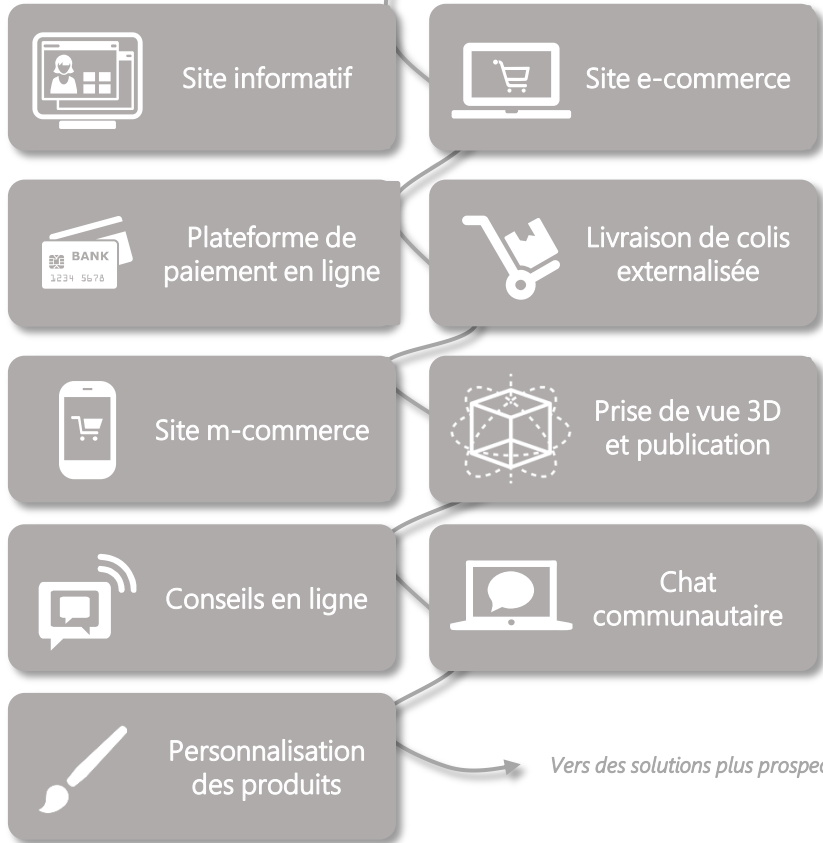 Site informatif
Site e-commerce
BANK
1234 5678
Plateforme de
paiement en ligne
Livraison de colis
externalisée
Site m-commerce
Prise de vue 3D
et publication
Conseils en ligne
Chat
communautaire
Personnalisation
des produits
Vers des solutions plus prospec